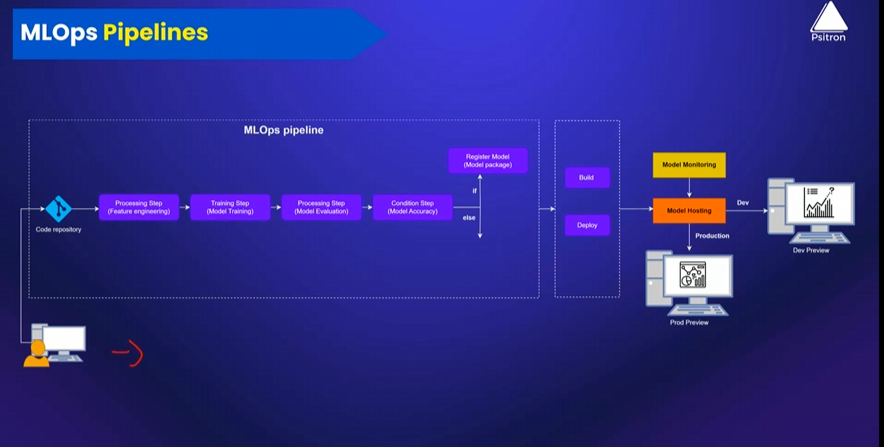 MLOps Pipelines
Psitron
MLOps pipeline
Register Model
(Model package)
if
else
Processing Step
(Feature engineering)
Training Step
(Model Training)
Processing Step
(Model Evaluation)
Condition Step
(Model Accuracy)
Code repository
Build
Deploy
Model Monitoring
Model Hosting
Dev
Production
Dev Preview
Prod Preview